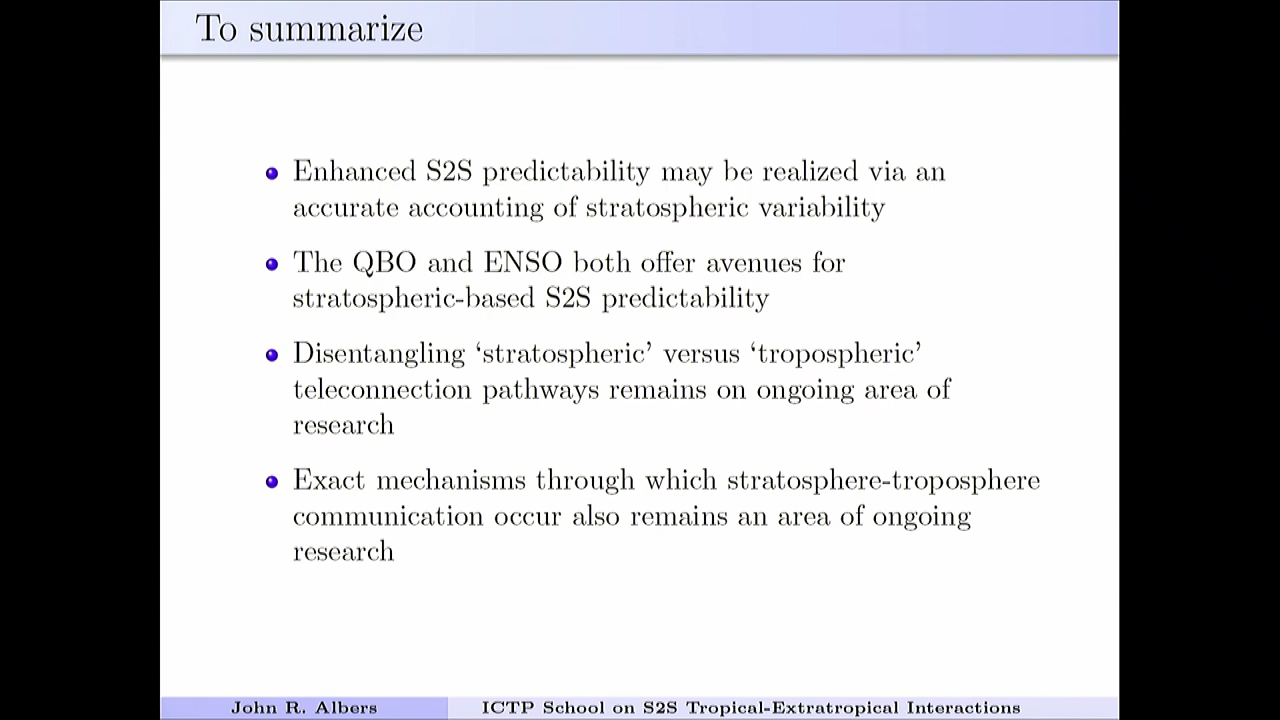 To summarize
Enhanced S2S predictability may be realized via an
accurate accounting of stratospheric variability
The QBO and ENSO both offer avenues for
stratospheric-based S2S predictability
Disentangling ‘stratospheric’ versus ‘tropospheric’
teleconnection pathways remains on ongoing area of
research
Exact mechanisms through which stratosphere-troposphere
communication occur also remains an area of ongoing
research
John R. Albers
ICTP School on S2S Tropical-Extratropical Interactions